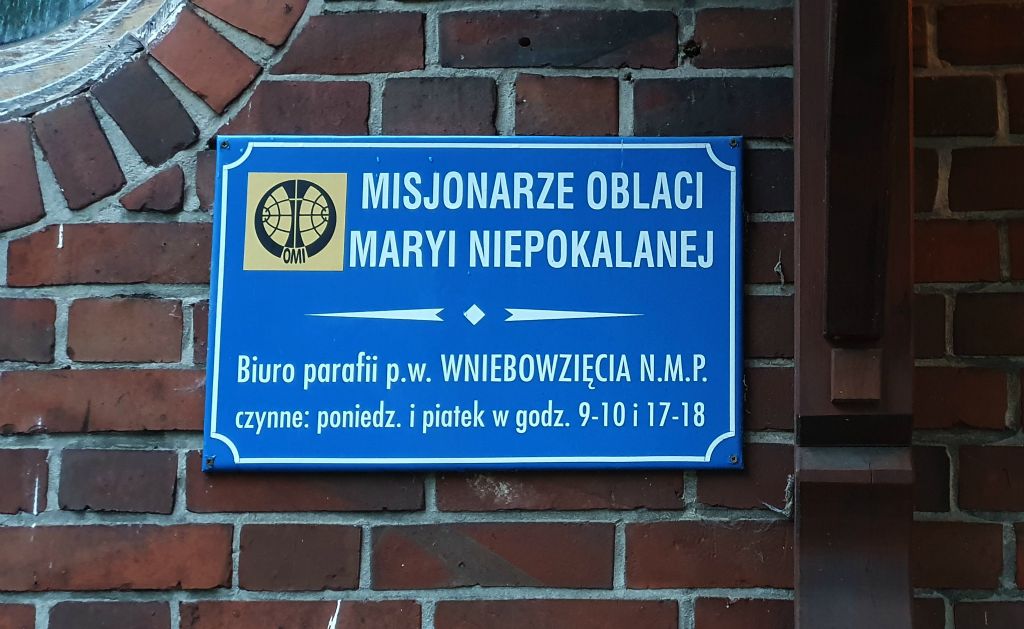 MISJONARZE OBLACI
MARYI NIEPOKALANEJ
OMI
Biuro parafii p.w. WNIEBOWZIĘCIA N.M.P.
czynne: poniedz. i piatek w godz. 9-10 i 17-18